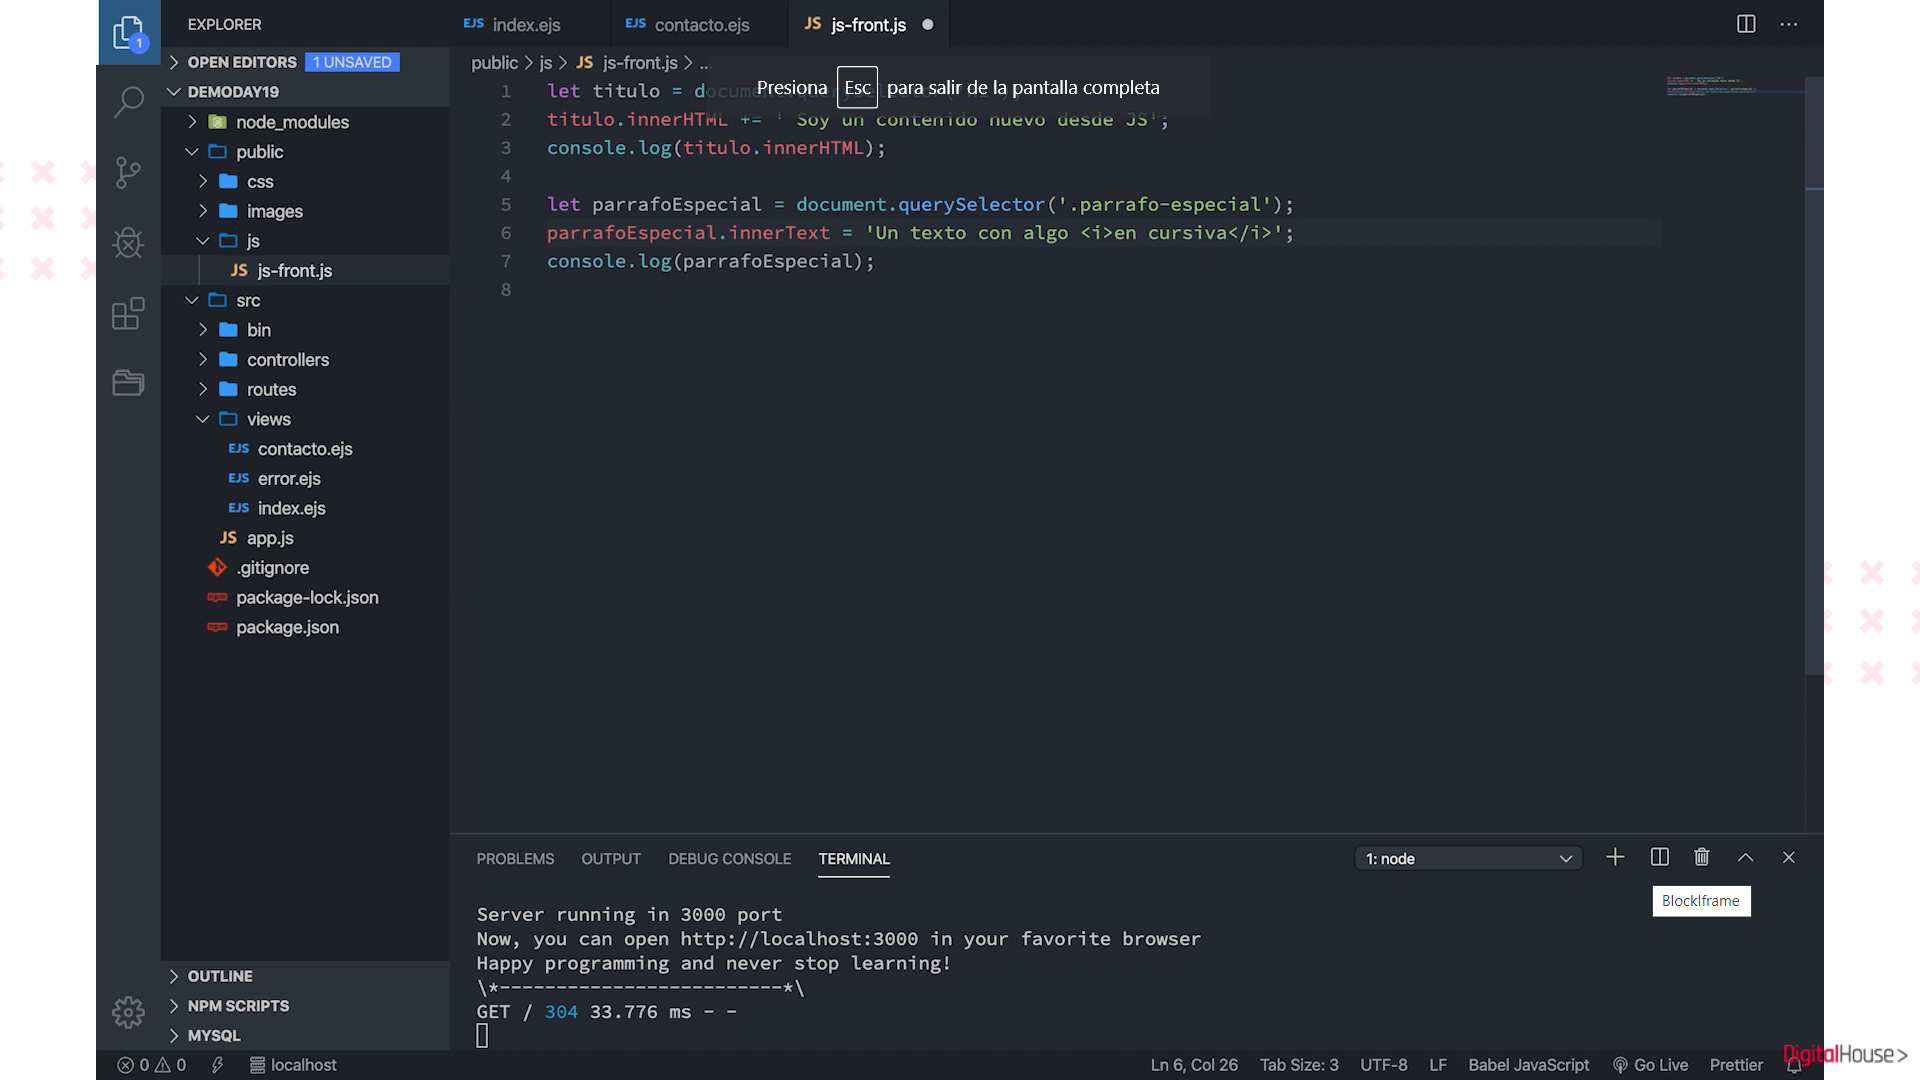 EXPLORER
index.ejs
contacto.ejs
js-front.js
OPEN EDITORS 1 UNSAVED
public > js > JS js-front.js > ...
Presiona Esc para salir de la pantalla completa
DEMODAY19
node_modules
public
css
images
js
JS js-front.js
src
bin
controllers
routes
views
EJS contacto.ejs
EJS error.ejs
EJS index.ejs
JS app.js
.gitignore
package-lock.json
package.json
1 let titulo =
2 titulo.innerHTML += ' Soy un contenido nuevo desde JS';
3 console.log(titulo.innerHTML);
4
5 let parrafoEspecial = document.querySelector('.parrafo-especial');
6 parrafoEspecial.innerText = 'Un texto con algo <i>en cursiva</i>';
7 console.log(parrafoEspecial);
8
PROBLEMS OUTPUT DEBUG CONSOLE TERMINAL 1: node
BlockIframe
Server running in 3000 port
Now, you can open http://localhost:3000 in your favorite browser
Happy programming and never stop learning!
\*-------------------------*\
GET / 304 33.776 ms - -
OUTLINE
NPM SCRIPTS
MYSQL
0 0 localhost
Ln 6, Col 26 Tab Size: 3 UTF-8 LF Babel JavaScript Go Live Prettier
DigitalHouse>